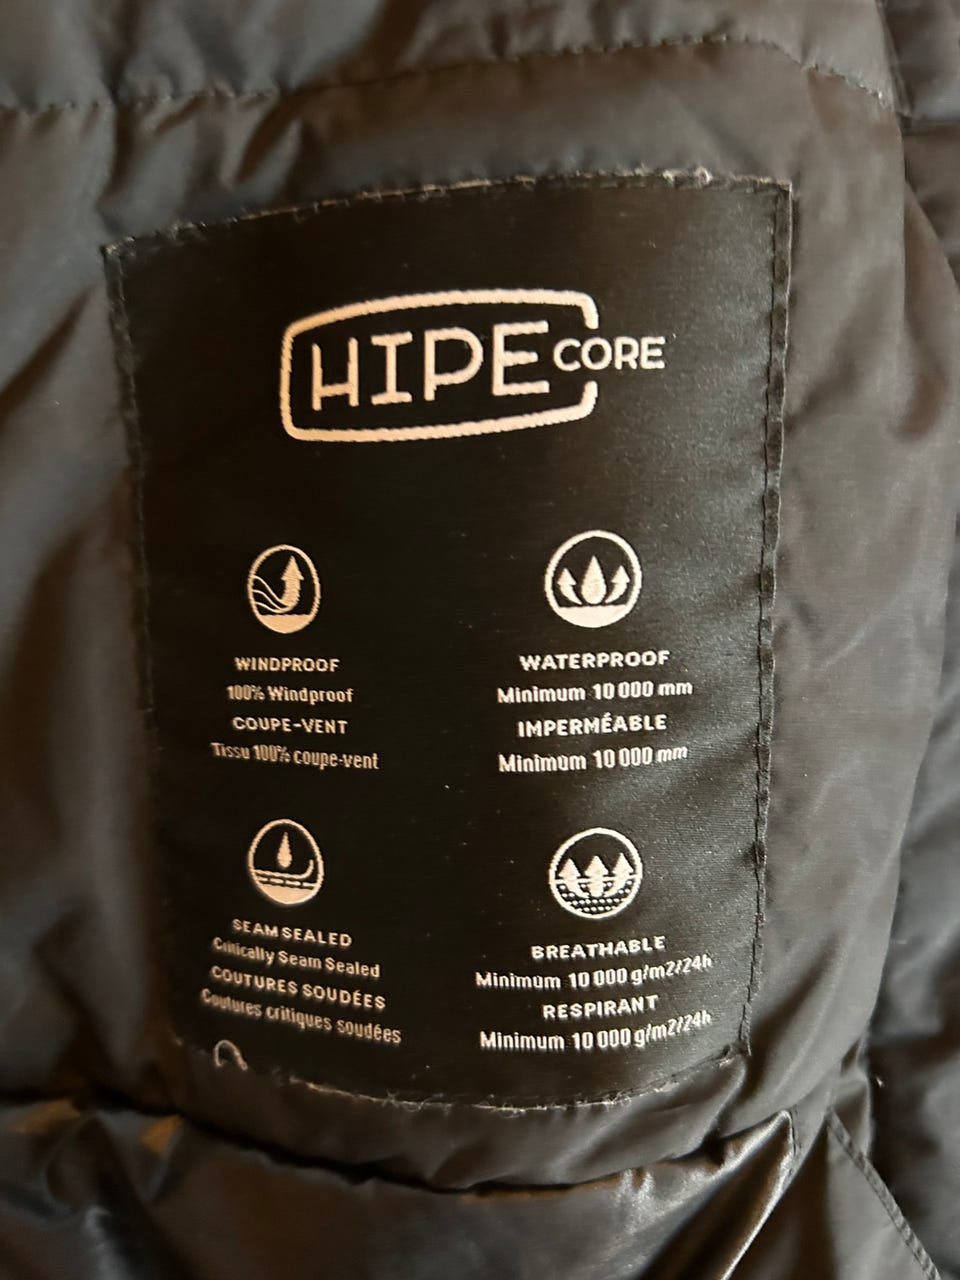 HIPE CORE
WINDPROOF
100% Windproof
COUPE-VENT
Tissu 100% coupe-vent
WATERPROOF
Minimum 10 000 mm
IMPERMÉABLE
Minimum 10 000 mm
SEAM SEALED
Critically Seam Sealed
COUTURES SOUDÉES
Coutures critiques soudées
BREATHABLE
Minimum 10 000 g/m2/24h
RESPIRANT
Minimum 10 000 g/m2/24h